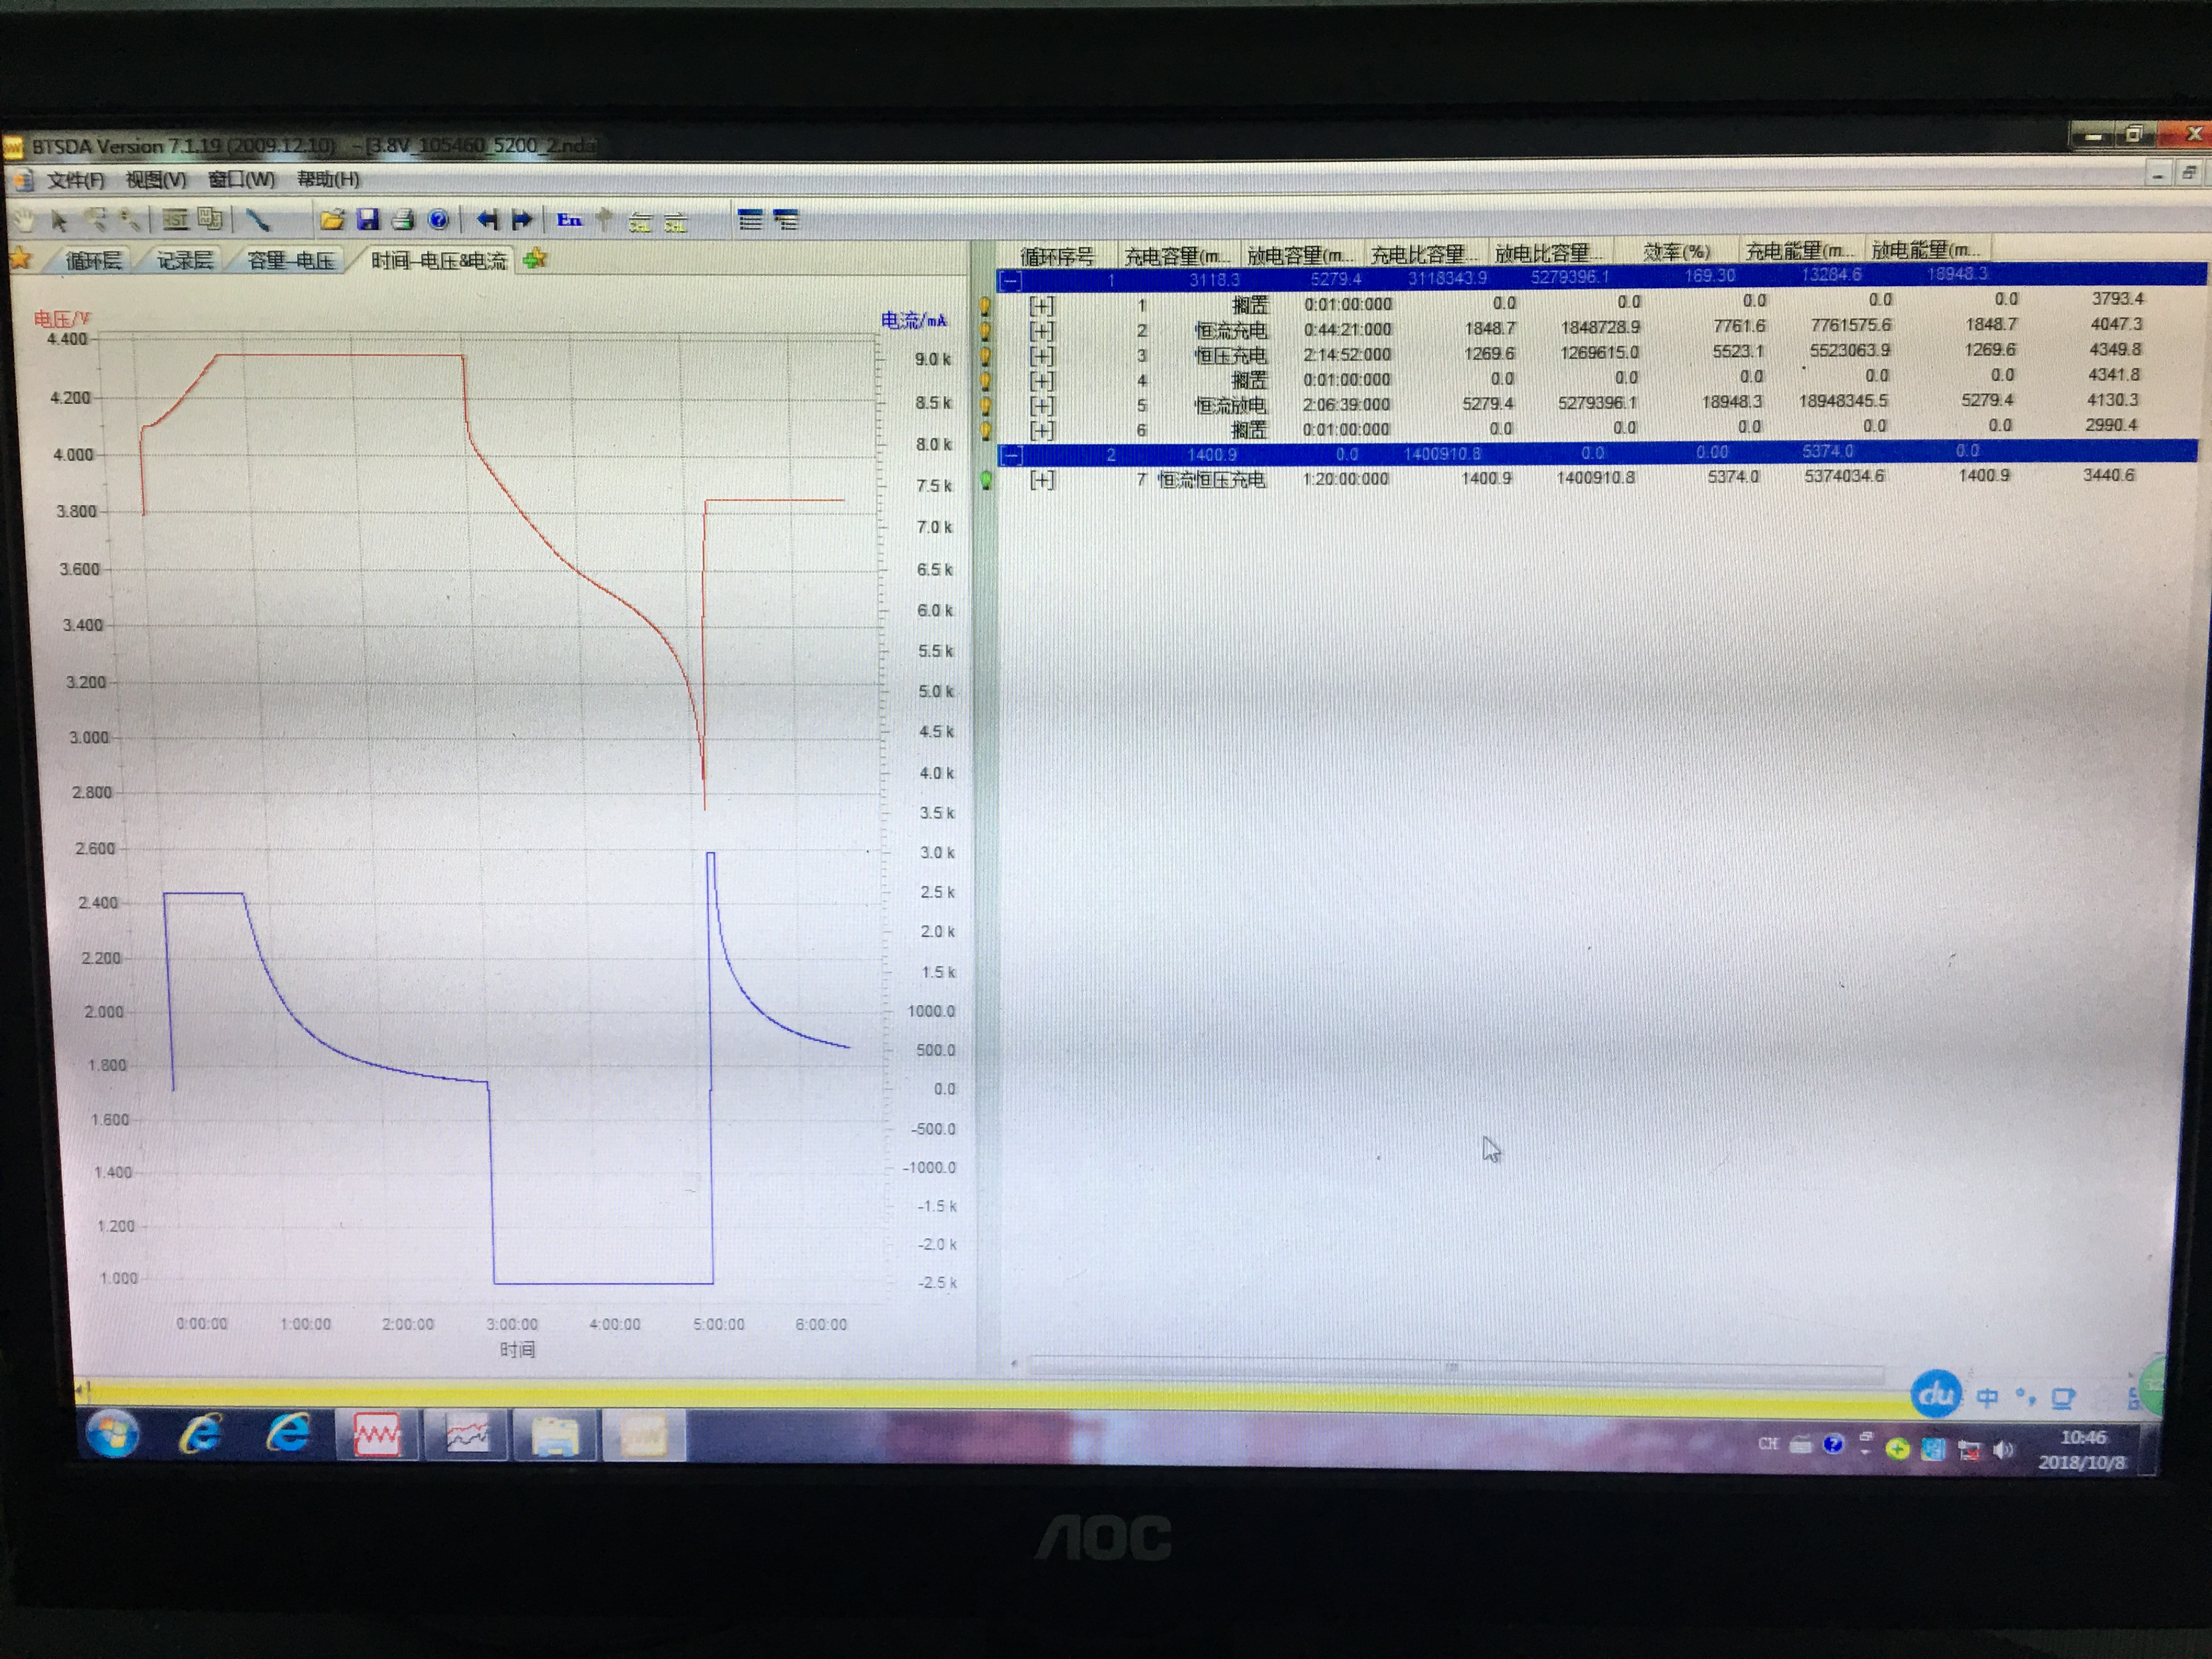 BTSDA Version 7.1.19 (2009.12.10) - [3.8V_105460_5200_2.nda
文件(F) 视图(V) 窗口(W) 帮助(H)
En
循环层 记录层 容量-电压 时间-电压&电流
电压/V
电流/mA
4.400
4.200
4.000
3.800
3.600
3.400
3.200
3.000
2.800
2.600
2.400
2.200
2.000
1.800
1.600
1.400
1.200
1.000
9.0 k
8.5 k
8.0 k
7.5 k
7.0 k
6.5 k
6.0 k
5.5 k
5.0 k
4.5 k
4.0 k
3.5 k
3.0 k
2.5 k
2.0 k
1.5 k
1000.0
500.0
0.0
-500.0
-1000.0
-1.5 k
-2.0 k
-2.5 k
0:00:00 1:00:00 2:00:00 3:00:00 4:00:00 5:00:00 6:00:00
时间
循环序号 充电容量(m... 放电容量(m... 充电比容量... 放电比容量... 效率(%) 充电能量(m... 放电能量(m...
1 3118.3 5279.4 3118343.9 5279396.1 169.30 13284.6 18948.3
[+] 1 搁置 0:01:00:000 0.0 0.0 0.0 0.0 0.0 3793.4
[+] 2 恒流充电 0:44:21:000 1848.7 1848728.9 7761.6 7761575.6 1848.7 4047.3
[+] 3 恒压充电 2:14:52:000 1269.6 1269615.0 5523.1 5523063.9 1269.6 4349.8
[+] 4 搁置 0:01:00:000 0.0 0.0 0.0 0.0 0.0 4341.8
[+] 5 恒流放电 2:06:39:000 5279.4 5279396.1 18948.3 18948345.5 5279.4 4130.3
[+] 6 搁置 0:01:00:000 0.0 0.0 0.0 0.0 0.0 2990.4
2 1400.9 0.0 1400910.8 0.0 0.00 5374.0 0.0
[+] 7 恒流恒压充电 1:20:00:000 1400.9 1400910.8 5374.0 5374034.6 1400.9 3440.6
du 中
CH
10:46
2018/10/8
AOC